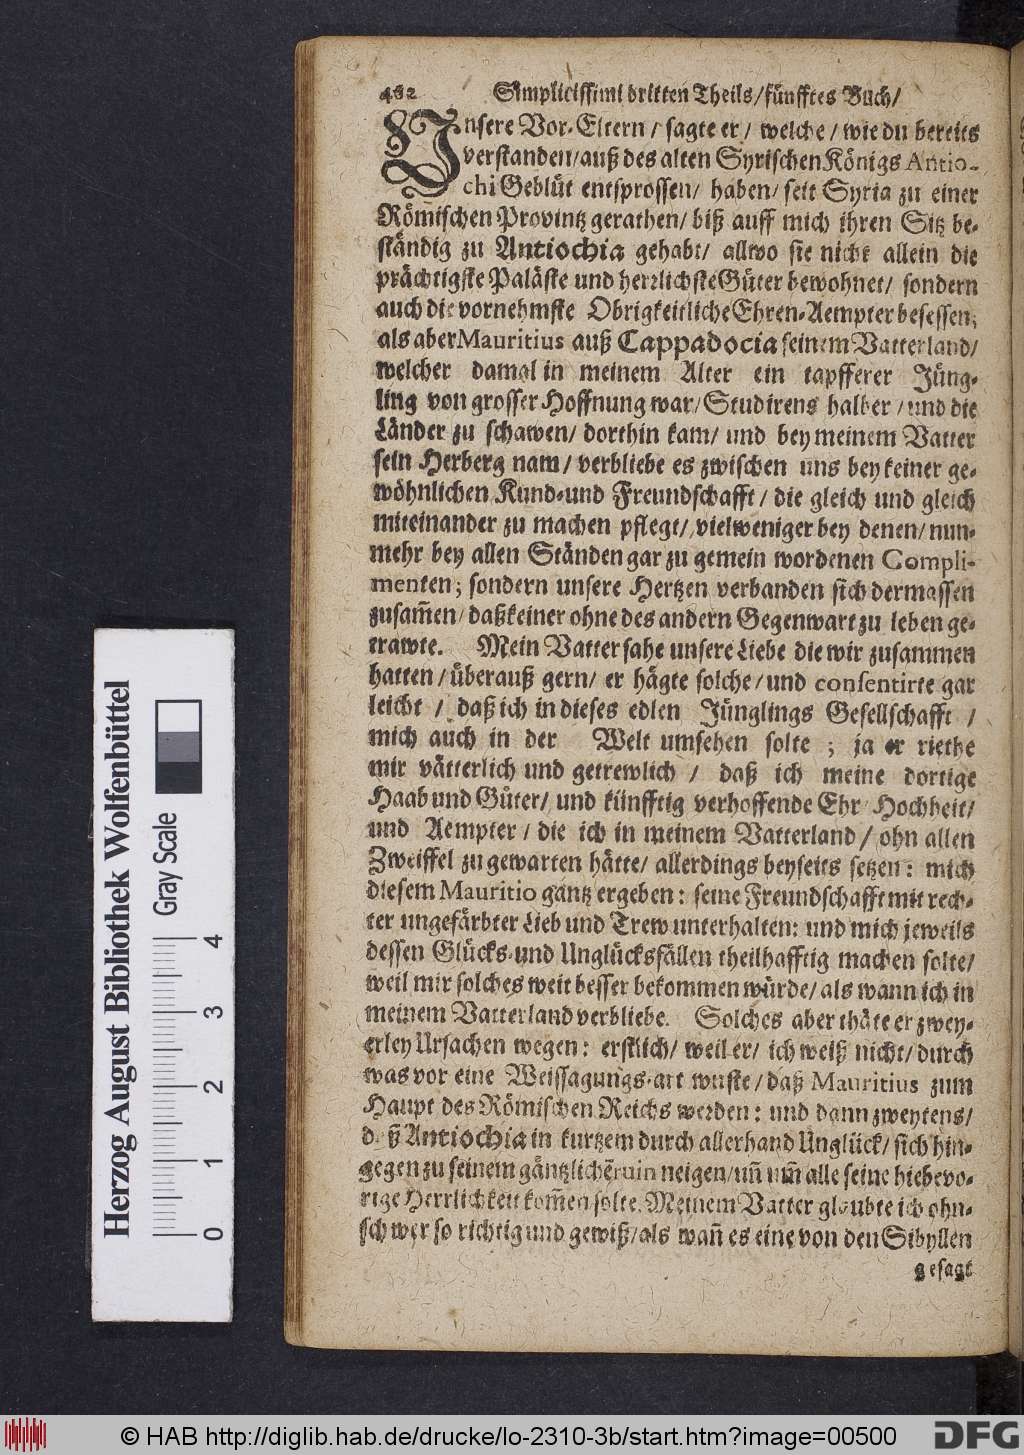 482 Simplicissimi dritten Theils/fünfftes Buch/
UNsere Vor-Eltern / sagte er / welche / wie du bereits
verstanden/auß des alten Syrischen Königs Antio-
chi Geblüt entsprossen/ haben/ seit Syria zu einer
Römischen Provintz gerathen/ biß auff mich ihren Sitz be-
ständig zu Antiochia gehabt/ allwo sie nicht allein die
prächtigste Paläste und herrlichste Güter bewohnet/ sondern
auch die vornehmste Obrigkeitliche Ehren-Aempter besessen;
als aber Mauritius auß Cappadocia seinem Vatterland/
welcher damal in meinem Alter ein tapfferer Jüng-
ling von grosser Hoffnung war/ Studirens halber / und die
Länder zu schawen/ dorthin kam/ und bey meinem Vatter
sein Herberg nam/ verbliebe es zwischen uns bey keiner ge-
wöhnlichen Kund-und Freundschafft / die gleich und gleich
miteinander zu machen pflegt/ vielweniger bey denen/ nun-
mehr bey allen Ständen gar zu gemein wordenen Compli-
menten; sondern unsere Hertzen verbanden sich dermassen
zusam̄en/ daß keiner ohne des andern Gegenwart zu leben ge-
trawte. Mein Vatter sahe unsere Liebe die wir zusammen
hatten / überauß gern/ er hägte solche / und consentirte gar
leicht / daß ich in dieses edlen Jünglings Gesellschafft /
mich auch in der Welt umsehen solte ; ja er riethe
mir vätterlich und getrewlich / daß ich meine dortige
Haab und Güter/ und künfftig verhoffende Ehr/ Hochheit/
und Aempter / die ich in meinem Vatterland / ohn allen
Zweiffel zu gewarten hätte/ allerdings beyseits setzen: mich
diesem Mauritio gantz ergeben: seine Freundschafft mit rech-
ter ungefärbter Lieb und Trew unterhalten: und mich jeweils
dessen Glücks-und Unglücksfällen theilhafftig machen solte/
weil mir solches weit besser bekommen würde/ als wann ich in
meinem Vatterland verbliebe. Solches aber thäte er zwey-
erley Ursachen wegen: erstlich/ weil er/ ich weiß nicht/ durch
was vor eine Weissagungs-art wuste / daß Mauritius zum
Haupt des Römischen Reichs werden: und dann zweytens/
daß Antiochia in kurtzem durch allerhand Unglück/ sich hin-
gegen zu seinem gäntzlichē ruin neigen/ uñ um̄ alle seine hiebevo-
rige Herrlichkeit kom̄en solte. Meinem Vatter glaubte ich ohn-
schwer so richtig und gewiß/ als wañ es eine von den Sibyllen
gesagt
Herzog August Bibliothek Wolfenbüttel
Gray Scale
0 1 2 3 4
© HAB http://diglib.hab.de/drucke/lo-2310-3b/start.htm?image=00500
DFG